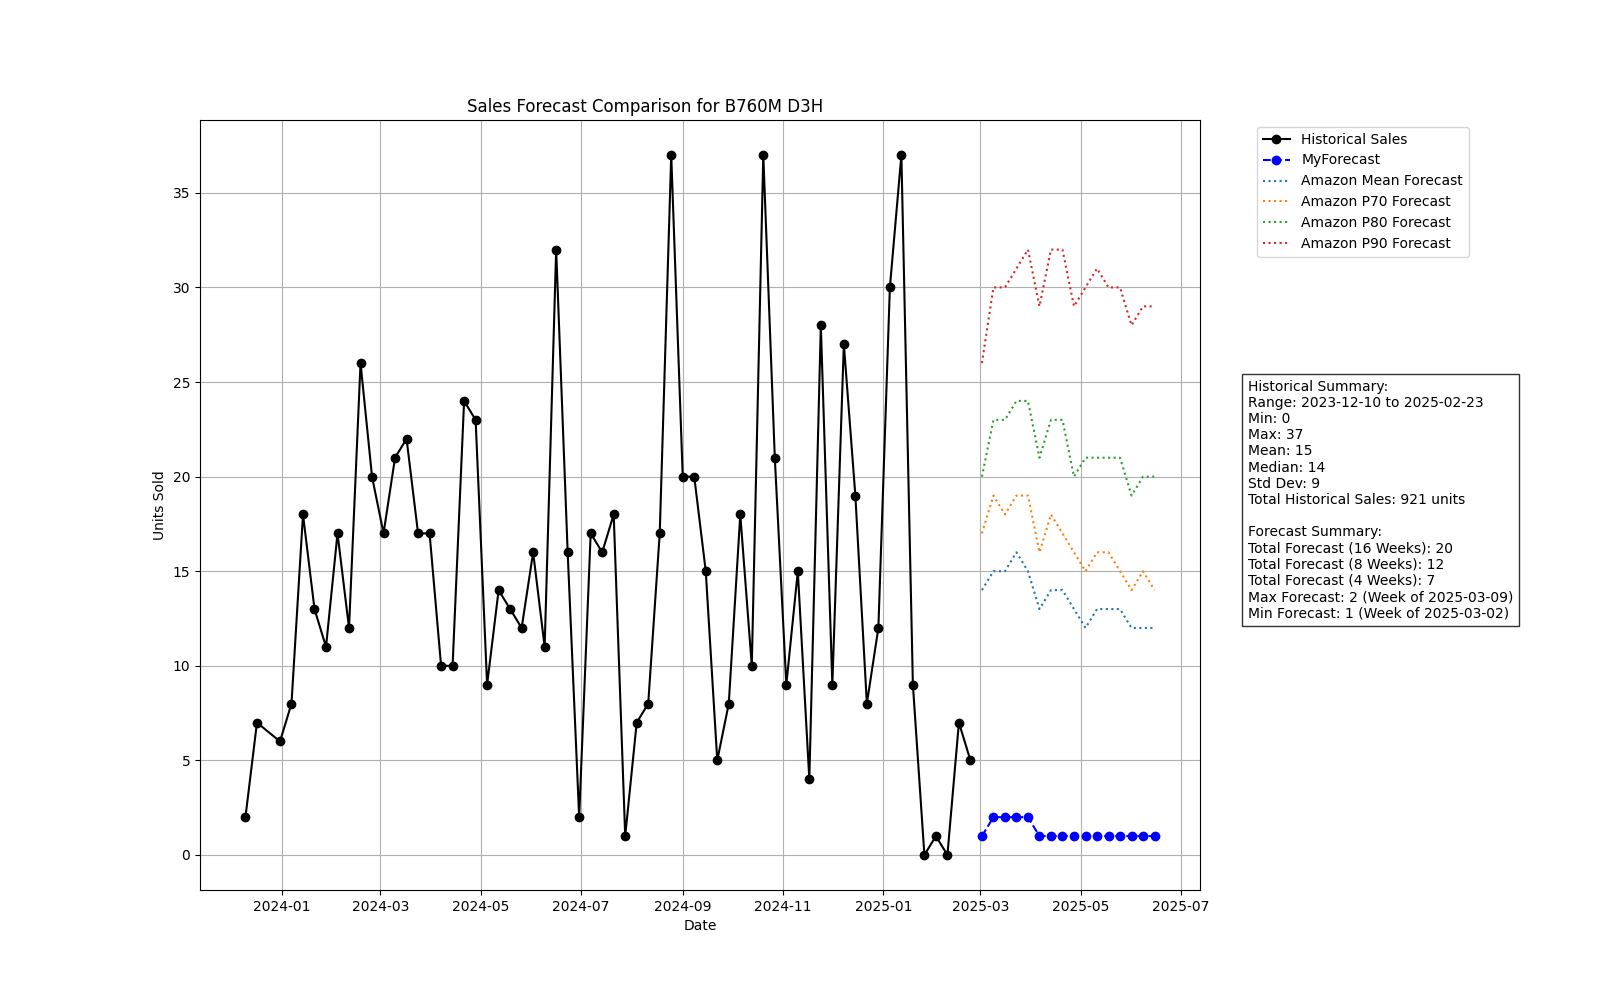 Sales Forecast Comparison for B760M D3H
Historical Sales
MyForecast
Amazon Mean Forecast
Amazon P70 Forecast
Amazon P80 Forecast
Amazon P90 Forecast
Units Sold
35
30
25
20
15
10
5
0
2024-01
2024-03
2024-05
2024-07
2024-09
2024-11
2025-01
2025-03
2025-05
2025-07
Date
Historical Summary:
Range: 2023-12-10 to 2025-02-23
Min: 0
Max: 37
Mean: 15
Median: 14
Std Dev: 9
Total Historical Sales: 921 units
Forecast Summary:
Total Forecast (16 Weeks): 20
Total Forecast (8 Weeks): 12
Total Forecast (4 Weeks): 7
Max Forecast: 2 (Week of 2025-03-09)
Min Forecast: 1 (Week of 2025-03-02)